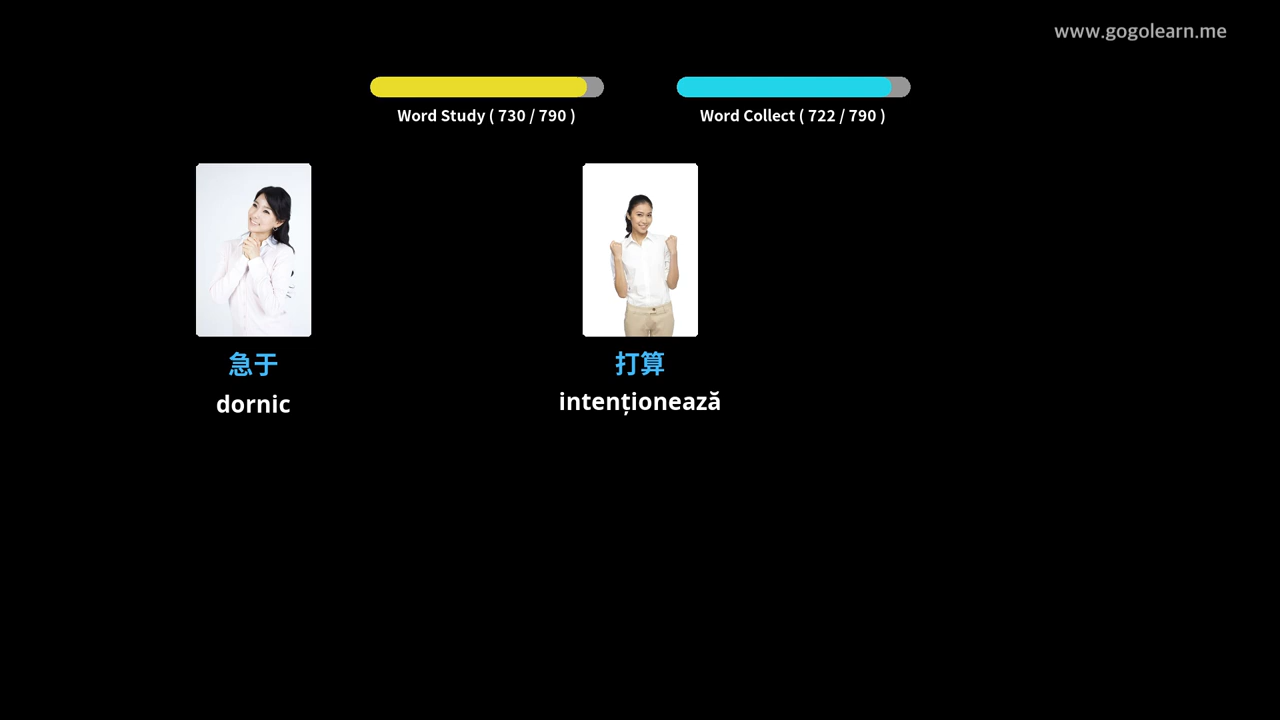 www.gogolearn.me
Word Study ( 730 / 790 )
Word Collect ( 722 / 790 )
急于
dornic
打算
intenționează